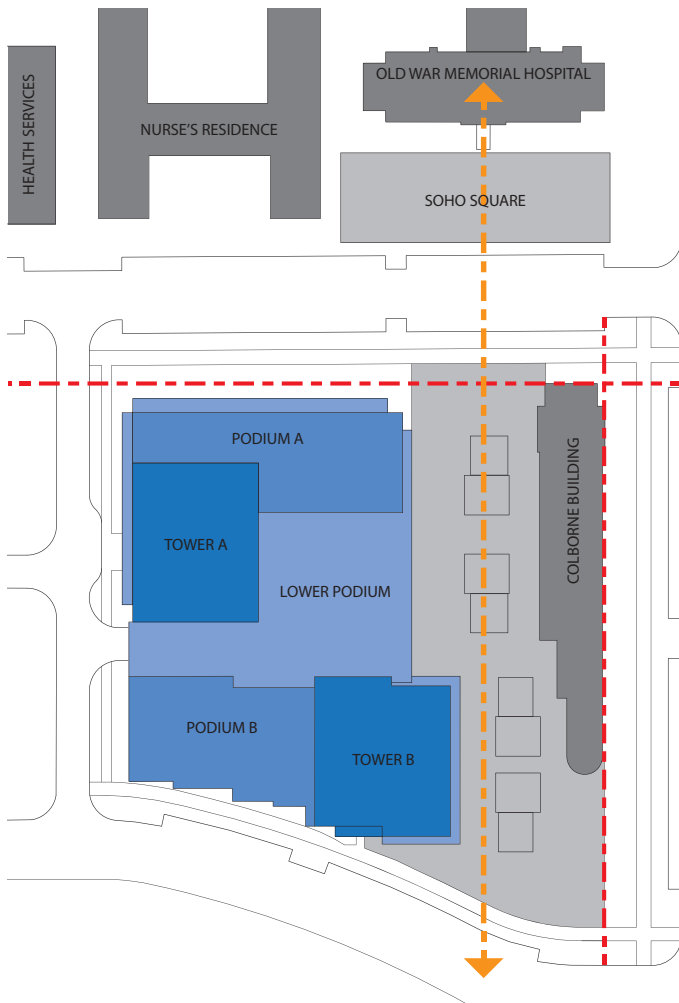 HEALTH SERVICES
NURSE'S RESIDENCE
OLD WAR MEMORIAL HOSPITAL
SOHO SQUARE
PODIUM A
TOWER A
LOWER PODIUM
COLBORNE BUILDING
PODIUM B
TOWER B